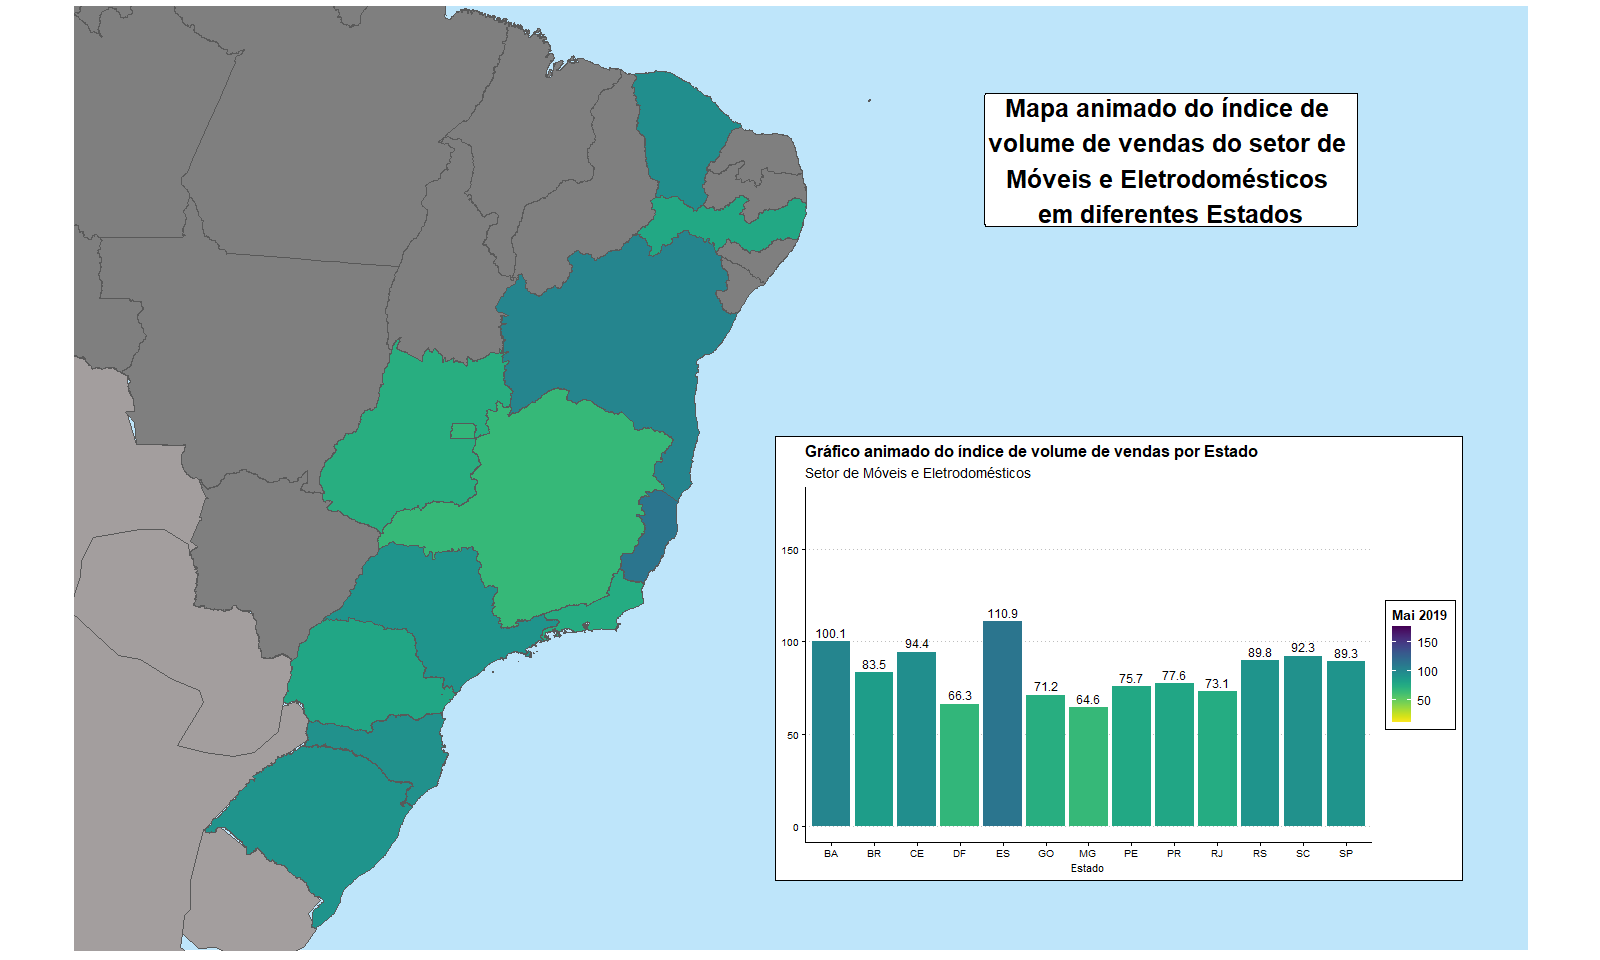 Mapa animado do índice de
volume de vendas do setor de
Móveis e Eletrodomésticos
em diferentes Estados
Gráfico animado do índice de volume de vendas por Estado
Setor de Móveis e Eletrodomésticos
150
100
50
0
100.1
83.5
94.4
66.3
110.9
71.2
64.6
75.7
77.6
73.1
89.8
92.3
89.3
BA BR CE DF ES GO MG PE PR RJ RS SC SP
Estado
Mai 2019
150
100
50